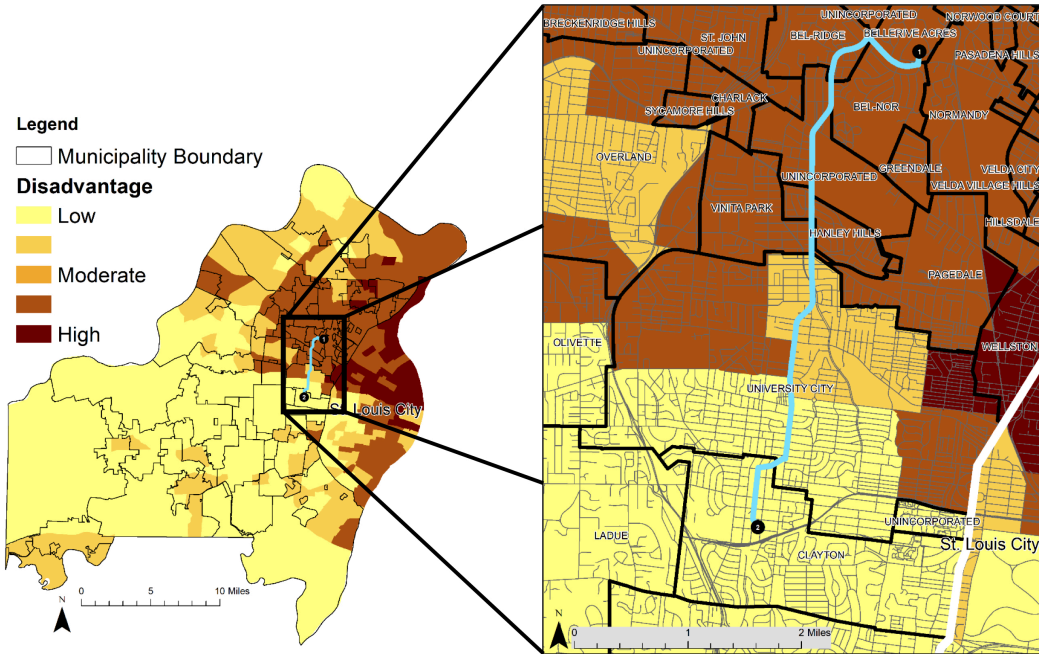 Legend
Municipality Boundary
Disadvantage
Low
Moderate
High
1
2
St. Louis City
0 5 10 Miles
N
UNINCORPORATED
NORWOOD COURT
BRECKENRIDGE HILLS
ST. JOHN
BEL-RIDGE
BELLERIVE ACRES
UNINCORPORATED
1
PASADENA HILLS
CHARLACK
SYCAMORE HILLS
BEL-NOR
NORMANDY
OVERLAND
GREENDALE
VELDA CITY
UNINCORPORATED
VELDA VILLAGE HILLS
VINITA PARK
HILLSDALE
HANLEY HILLS
PAGEDALE
OLIVETTE
WELLSTON
UNIVERSITY CITY
2
UNINCORPORATED
LADUE
St. Louis City
CLAYTON
N
0 1 2 Miles